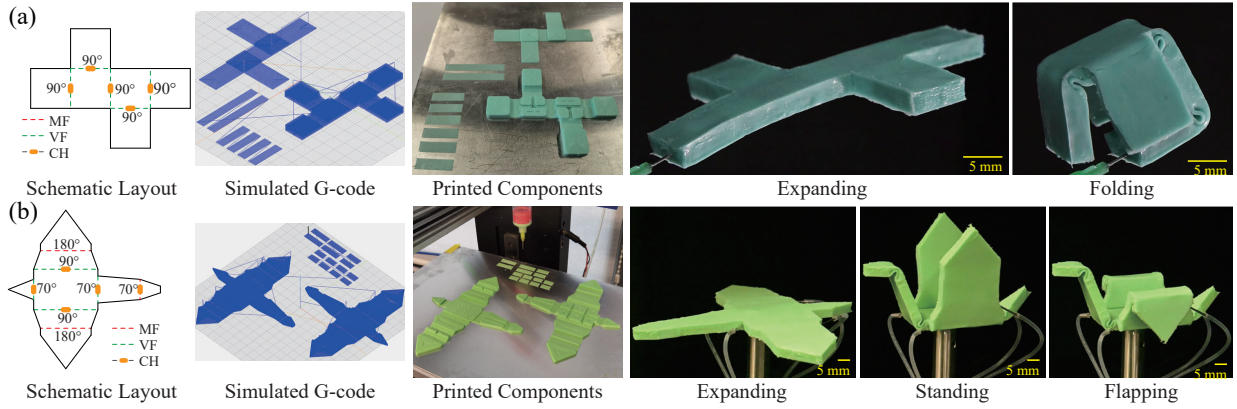 (a)
90°
90° 90° 90°
90°
MF
VF
CH
5 mm
5 mm
Schematic Layout
Simulated G-code
Printed Components
Expanding
Folding
(b)
180°
90°
70° 70° 70°
90°
180°
MF
VF
CH
5 mm
5 mm
5 mm
Schematic Layout
Simulated G-code
Printed Components
Expanding
Standing
Flapping